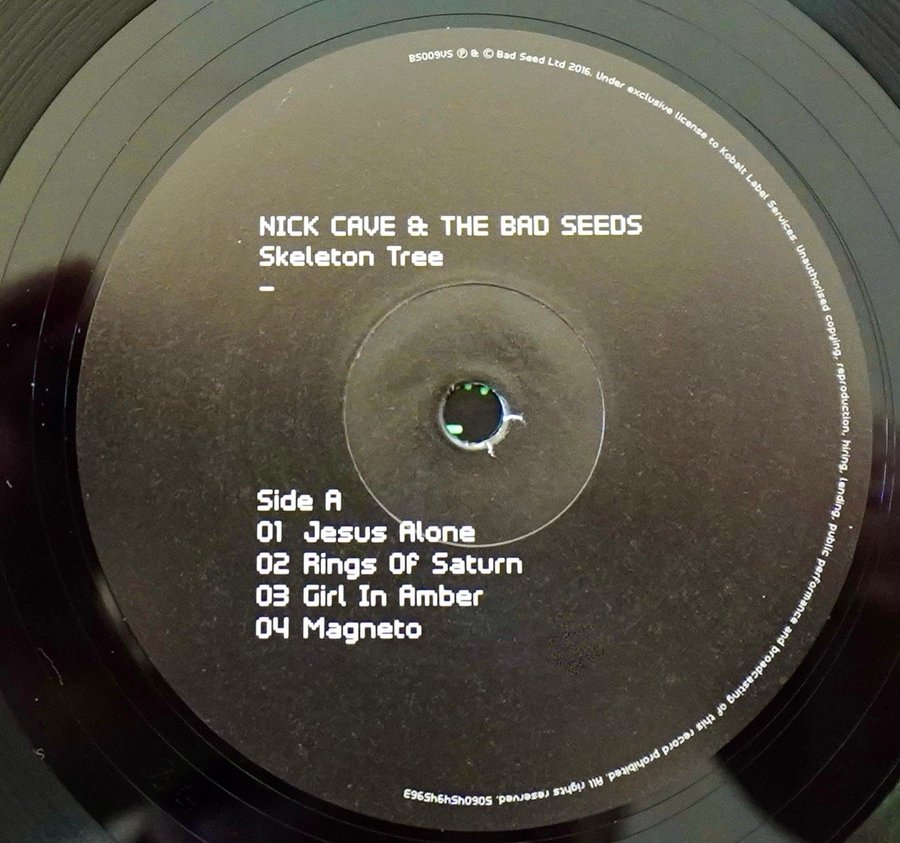 BS009VS ℗ & © Bad Seed Ltd 2016. Under exclusive license to Kobalt Label Services. Unauthorised copying, reproduction, hiring, lending, public performance and broadcasting of this record prohibited. All rights reserved.
NICK CAVE & THE BAD SEEDS
Skeleton Tree
–
Side A
01 Jesus Alone
02 Rings Of Saturn
03 Girl In Amber
04 Magneto